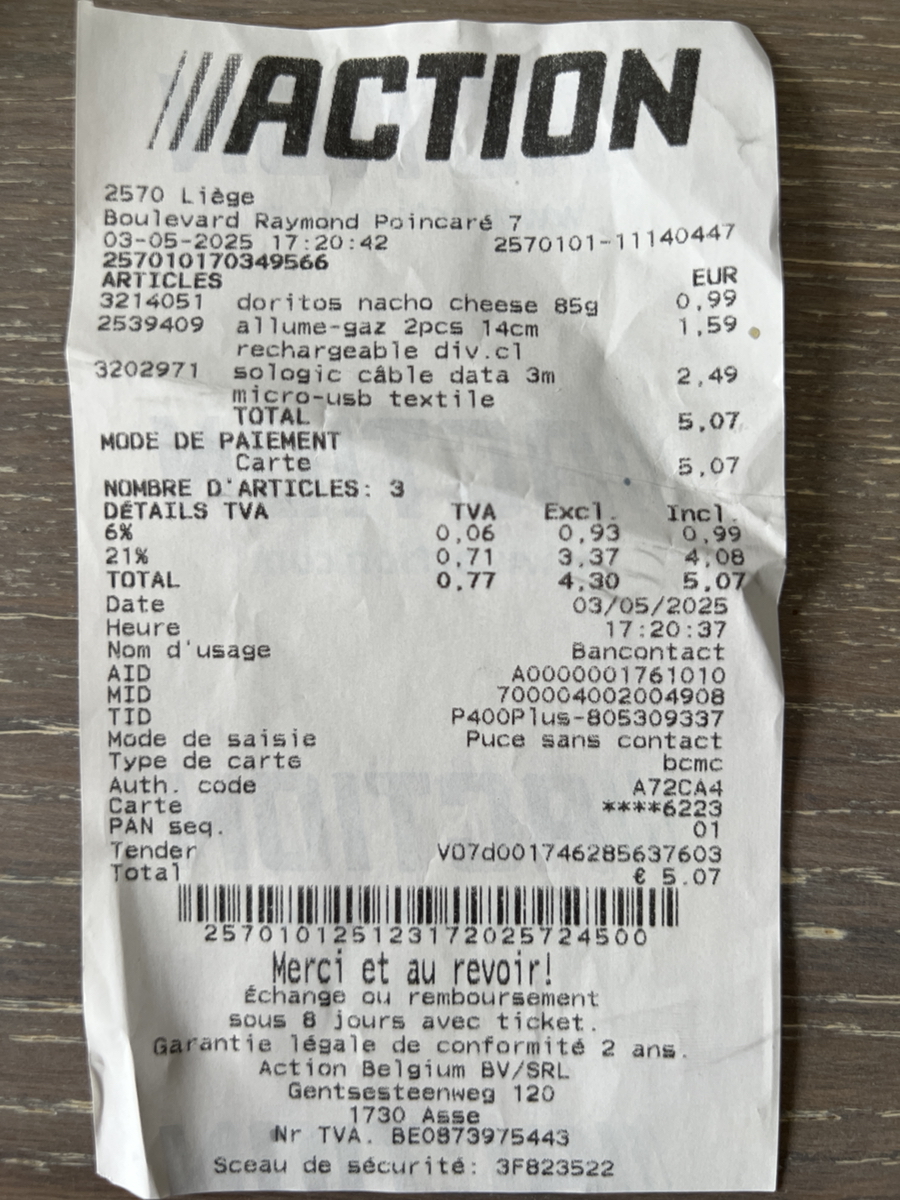 ///ACTION
2570 Liège
Boulevard Raymond Poincaré 7
03-05-2025 17:20:42 2570101-11140447
257010170349566
ARTICLES EUR
3214051 doritos nacho cheese 85g 0,99
2539409 allume-gaz 2pcs 14cm 1,59
rechargeable div.cl
3202971 sologic câble data 3m 2,49
micro-usb textile
TOTAL 5,07
MODE DE PAIEMENT
Carte 5,07
NOMBRE D'ARTICLES: 3
DÉTAILS TVA TVA Excl. Incl.
6% 0,06 0,93 0,99
21% 0,71 3,37 4,08
TOTAL 0,77 4,30 5,07
Date 03/05/2025
Heure 17:20:37
Nom d'usage Bancontact
AID A0000001761010
MID 700004002004908
TID P400Plus-805309337
Mode de saisie Puce sans contact
Type de carte bcmc
Auth. code A72CA4
Carte ****6223
PAN seq. 01
Tender V07d001746285637603
Total € 5.07
257010125123172025724500
Merci et au revoir!
Échange ou remboursement
sous 8 jours avec ticket.
Garantie légale de conformité 2 ans.
Action Belgium BV/SRL
Gentsesteenweg 120
1730 Asse
Nr TVA. BE0873975443
Sceau de sécurité: 3F823522